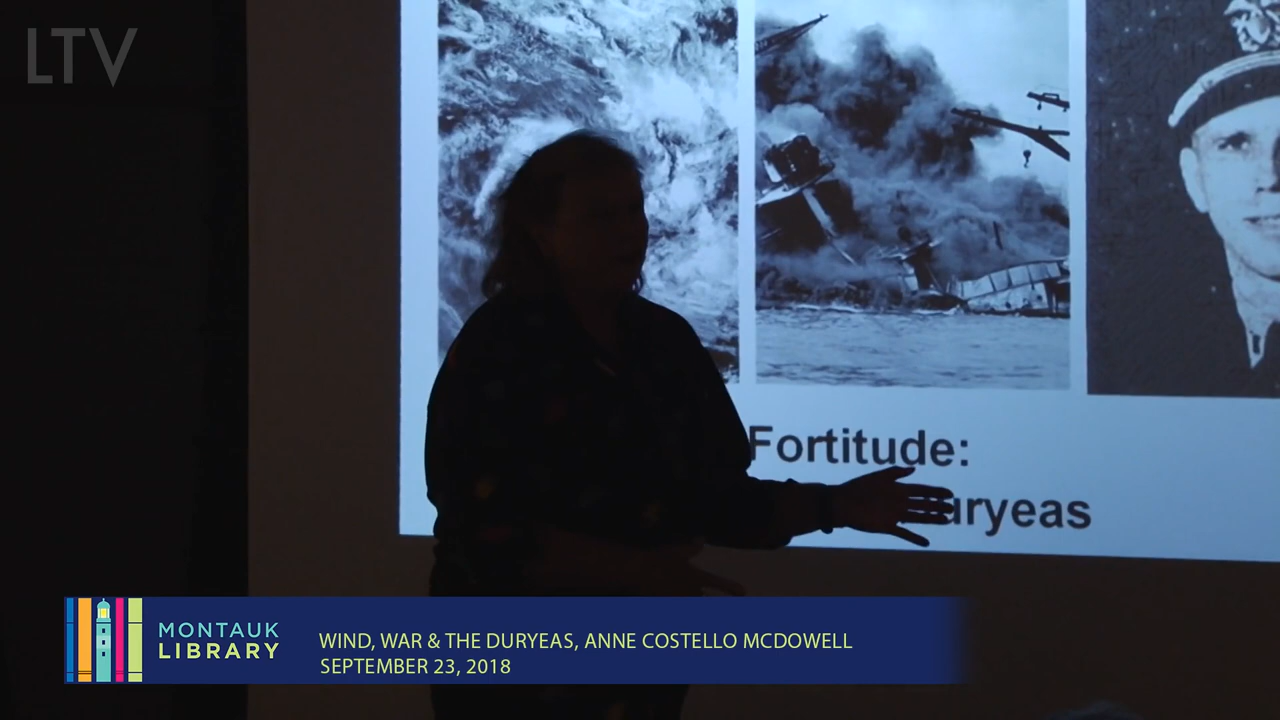 LTV
Fortitude:
uryeas
MONTAUK
LIBRARY
WIND, WAR & THE DURYEAS, ANNE COSTELLO MCDOWELL
SEPTEMBER 23, 2018